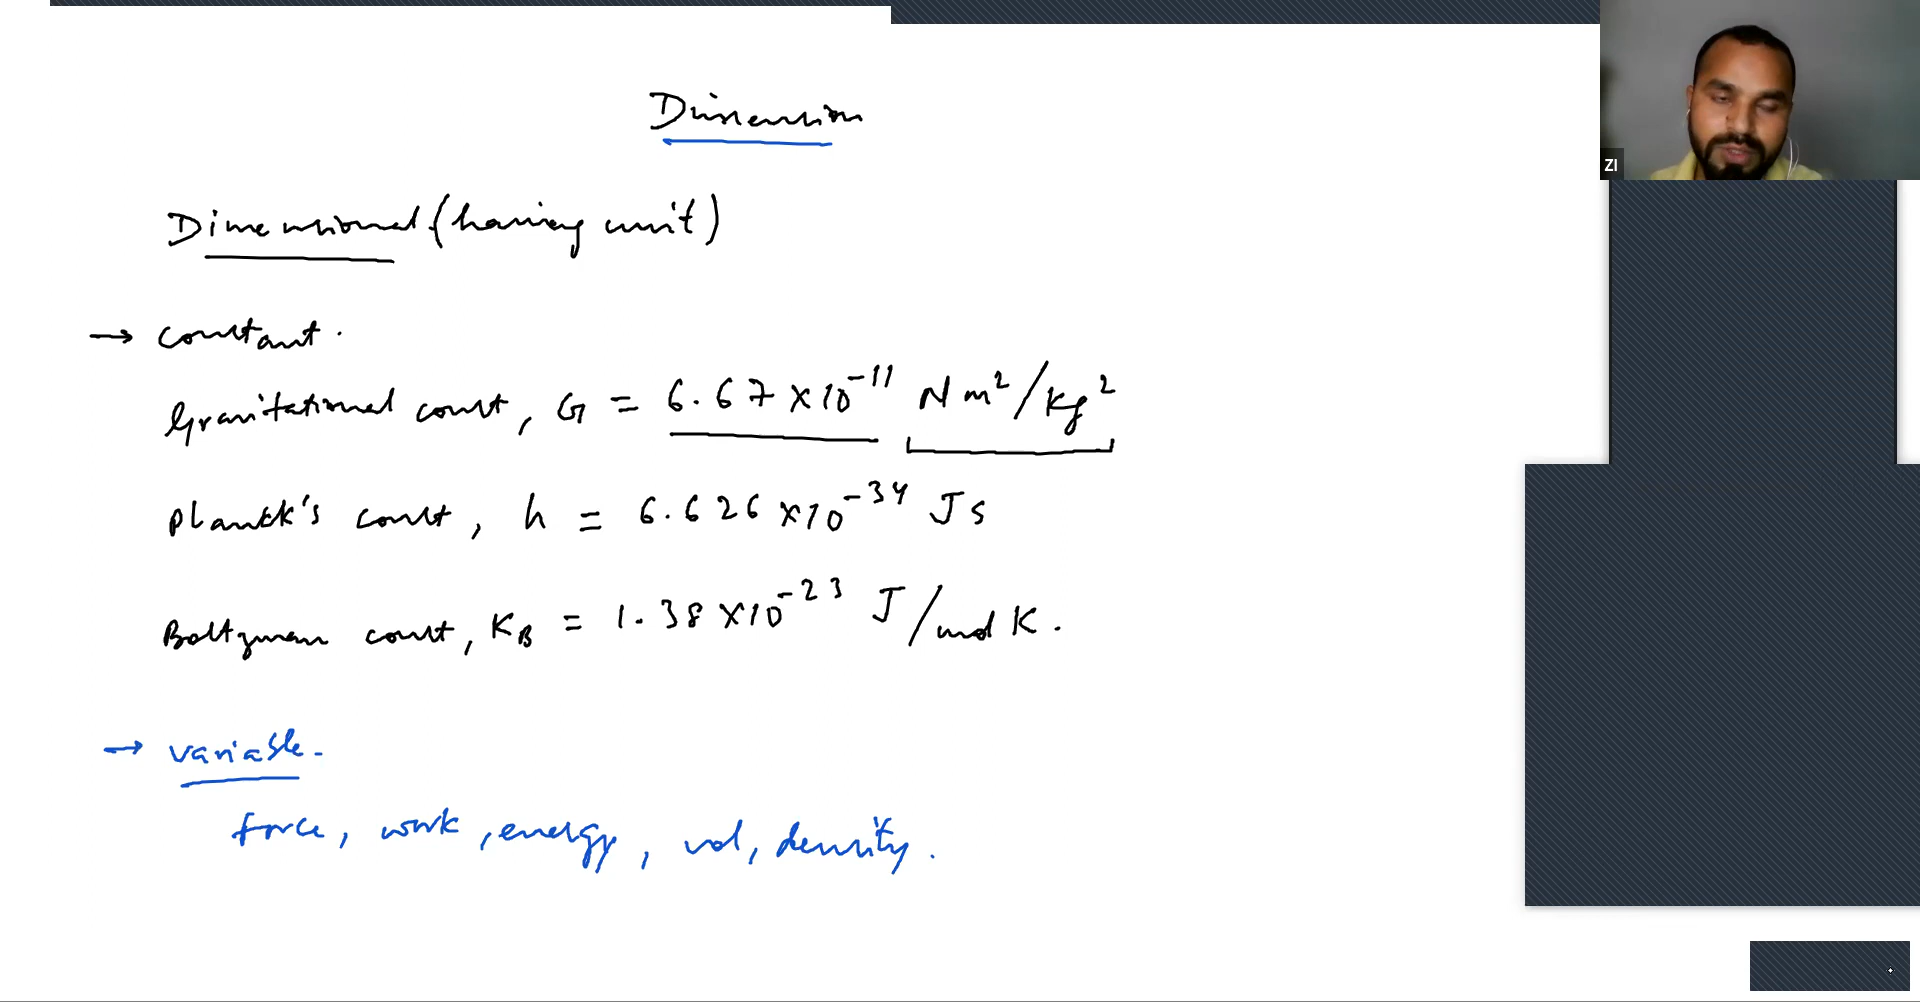 Dimension
Dimensional (having unit)
→ constant.
Gravitational const, G = 6.67 × 10⁻¹¹ Nm²/kg²
Planck's const, h = 6.626 × 10⁻³⁴ Js
Boltzman const, K_B = 1.38 × 10⁻²³ J/mol K.
→ variable.
force, work, energy, vol, density.
ZI